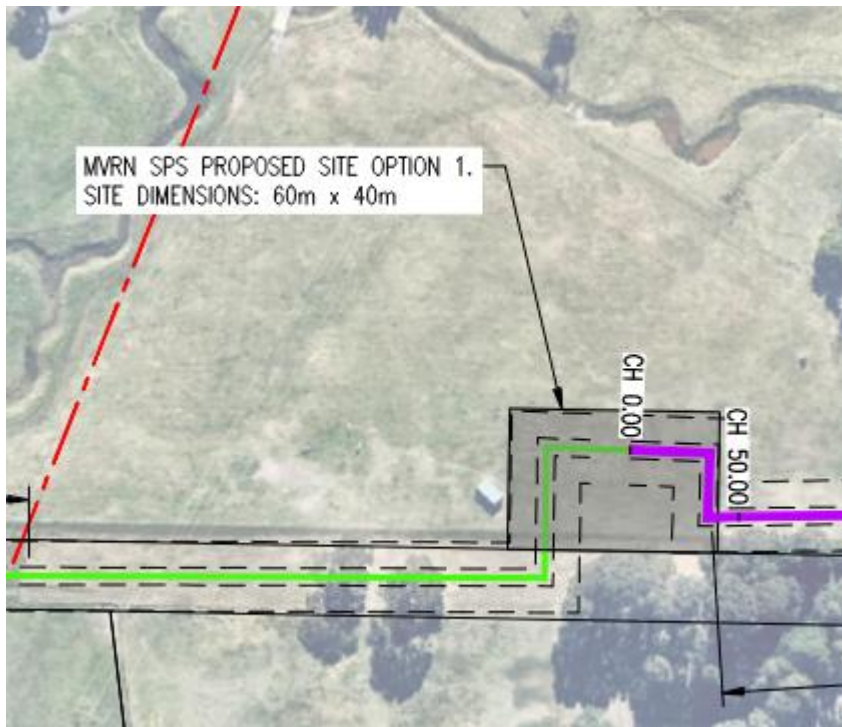 MVRN SPS PROPOSED SITE OPTION 1.
SITE DIMENSIONS: 60m x 40m
CH 0.00
CH 50.00